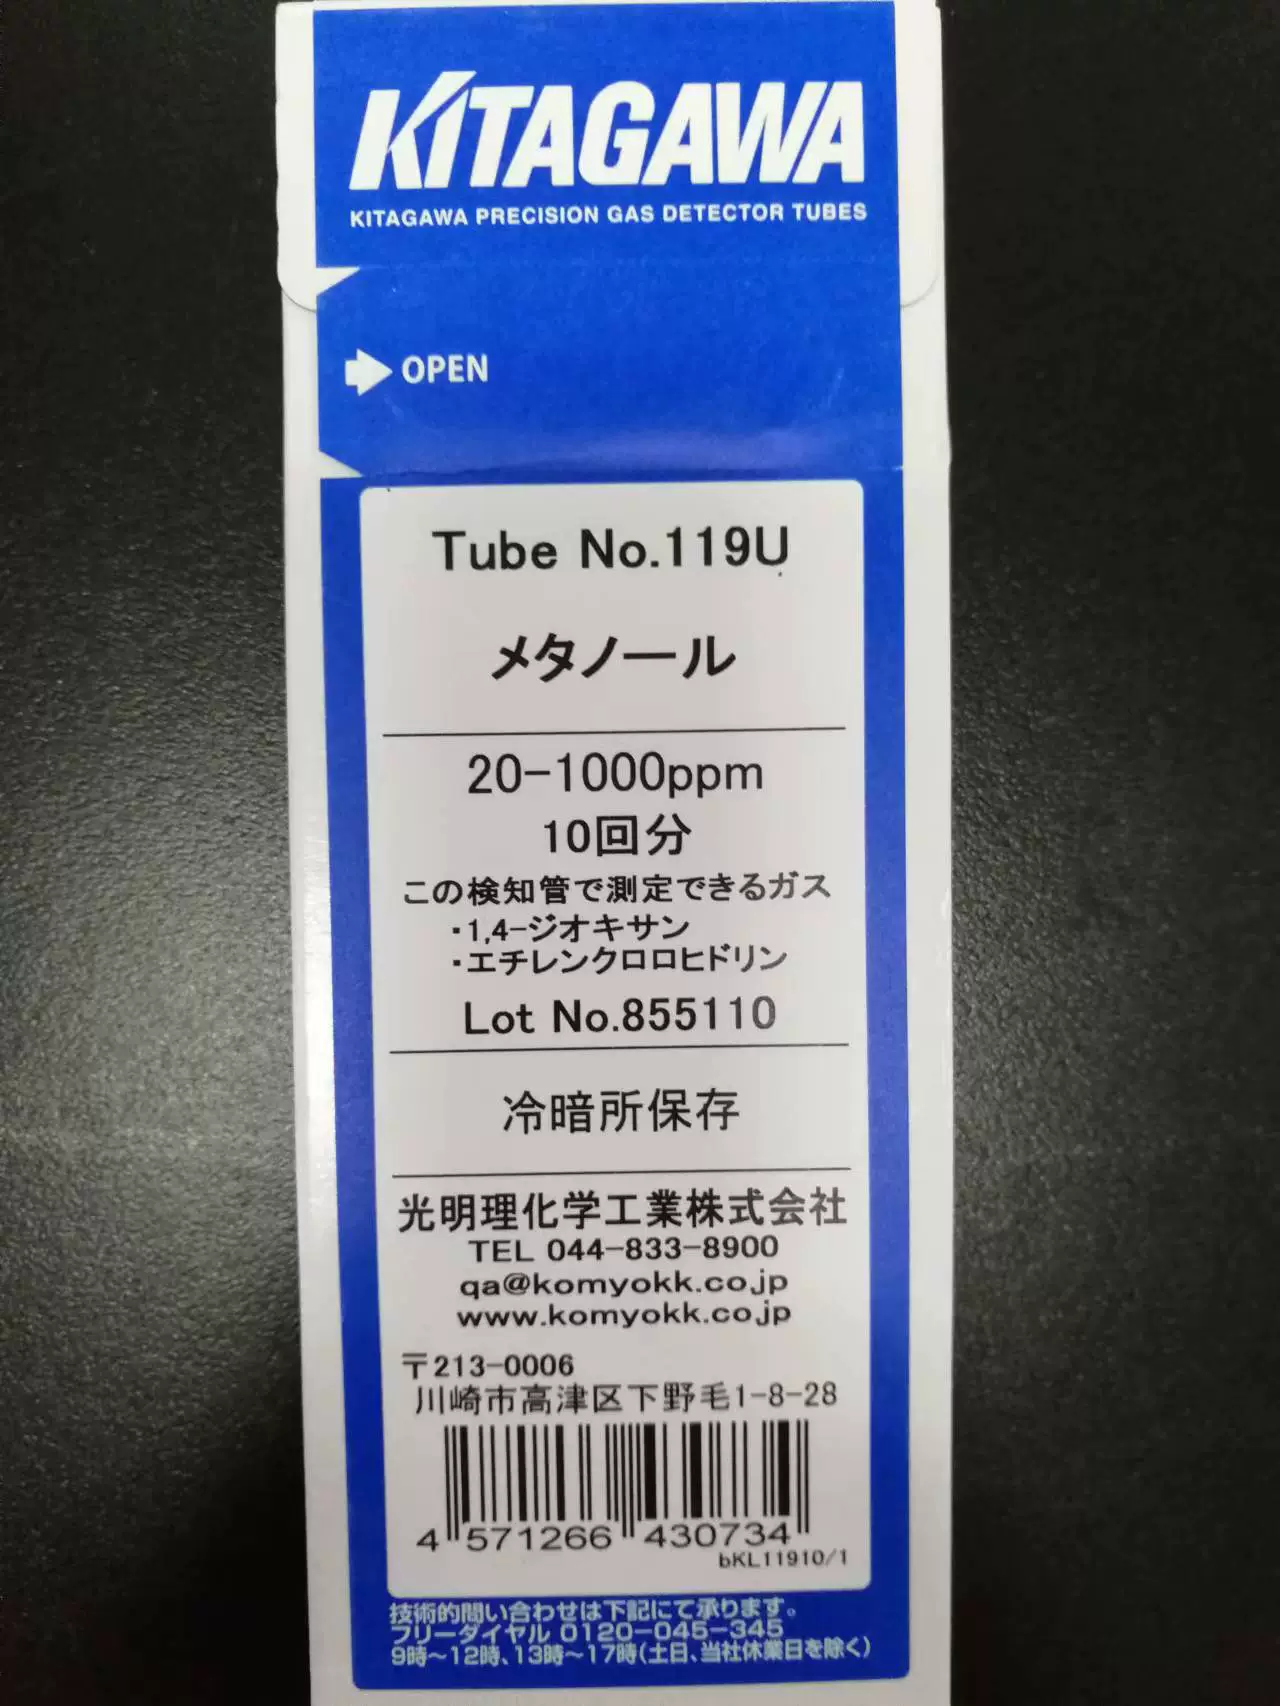 KITAGAWA
KITAGAWA PRECISION GAS DETECTOR TUBES
OPEN
Tube No.119U
メタノール
20-1000ppm
10回分
この検知管で測定できるガス
・1,4-ジオキサン
・エチレンクロロヒドリン
Lot No.855110
冷暗所保存
光明理化学工業株式会社
TEL 044-833-8900
qa@komyokk.co.jp
www.komyokk.co.jp
〒213-0006
川崎市高津区下野毛1-8-28
4 571266 430734
bKL11910/1
技術的問い合わせは下記にて承ります。
フリーダイヤル 0120-045-345
9時～12時、13時～17時(土日、当社休業日を除く)